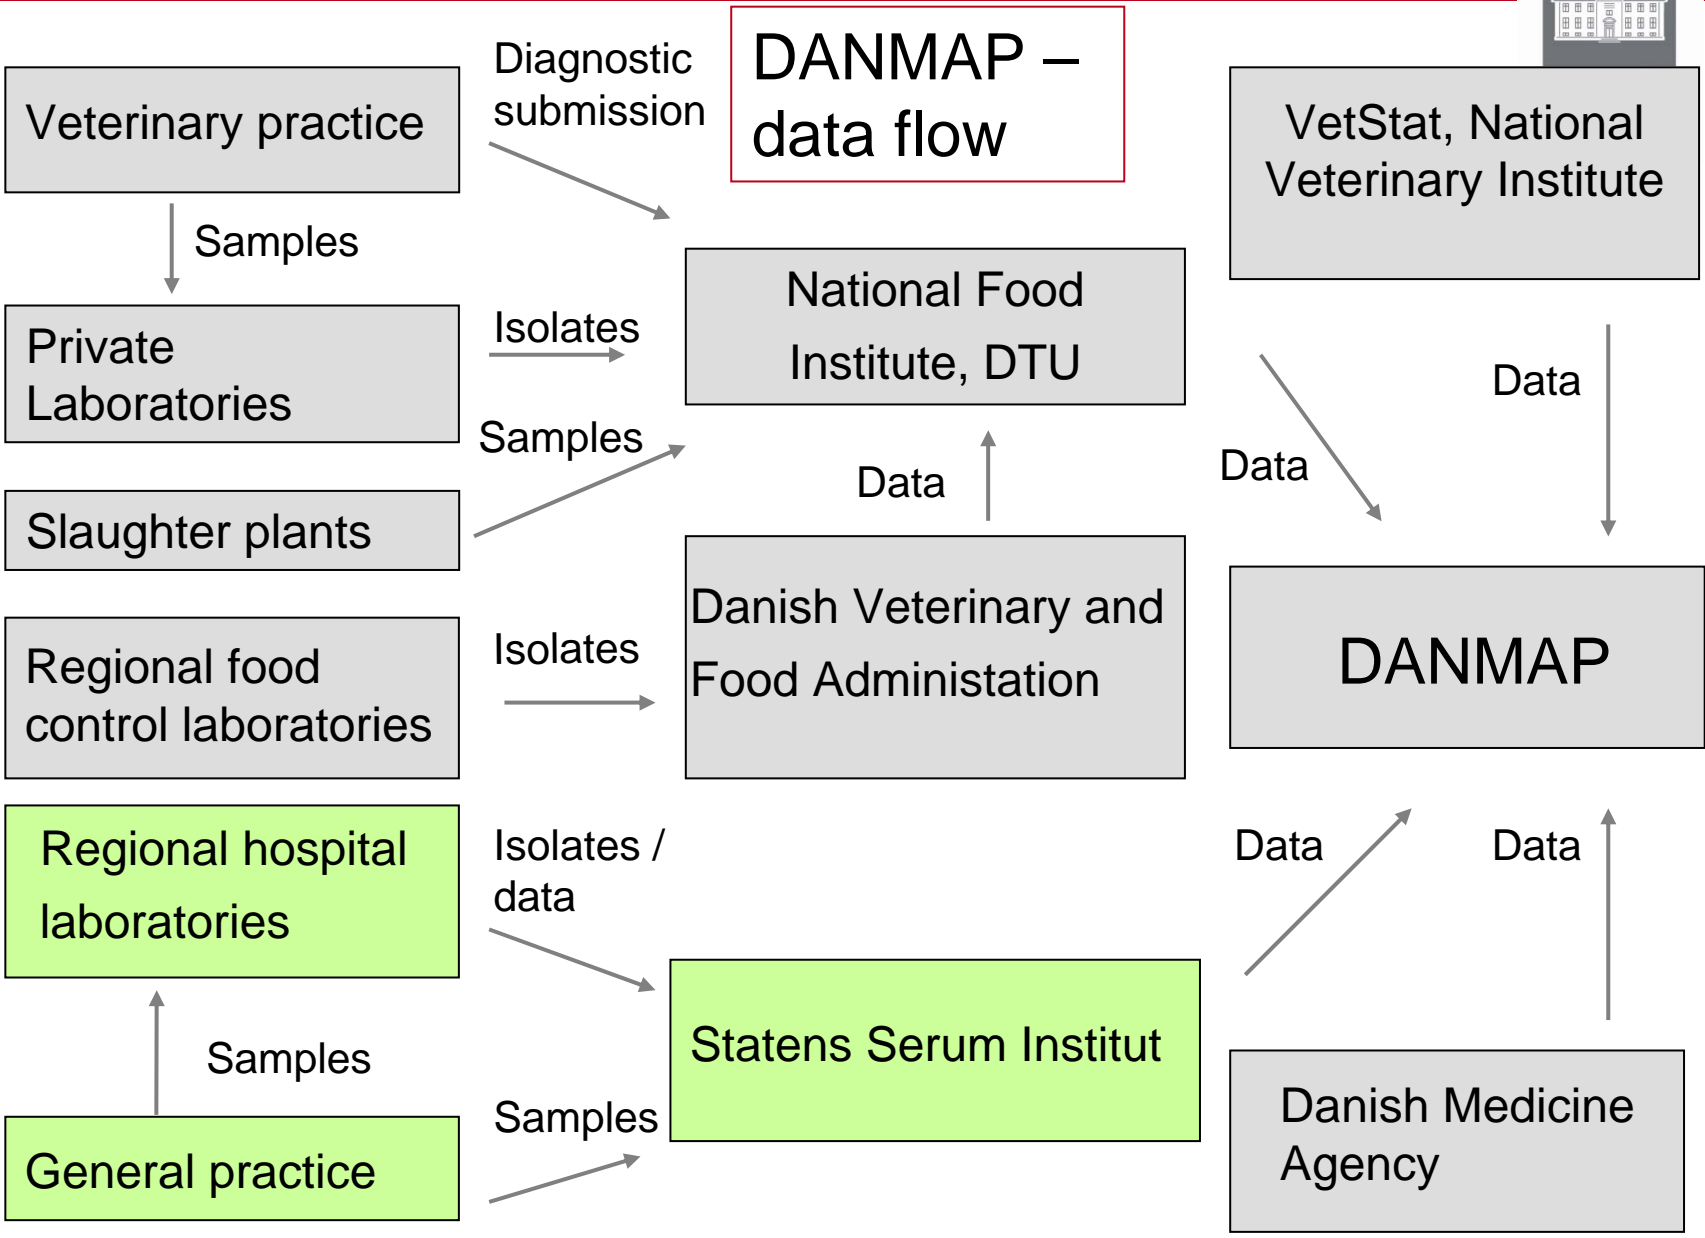 DANMAP –
data flow
Diagnostic
submission
Veterinary practice
VetStat, National
Veterinary Institute
Samples
National Food
Institute, DTU
Isolates
Private
Laboratories
Data
Samples
Data
Data
Slaughter plants
Danish Veterinary and
Food Administation
DANMAP
Isolates
Regional food
control laboratories
Regional hospital
laboratories
Isolates /
data
Data
Data
Statens Serum Institut
Samples
Samples
Danish Medicine
Agency
General practice